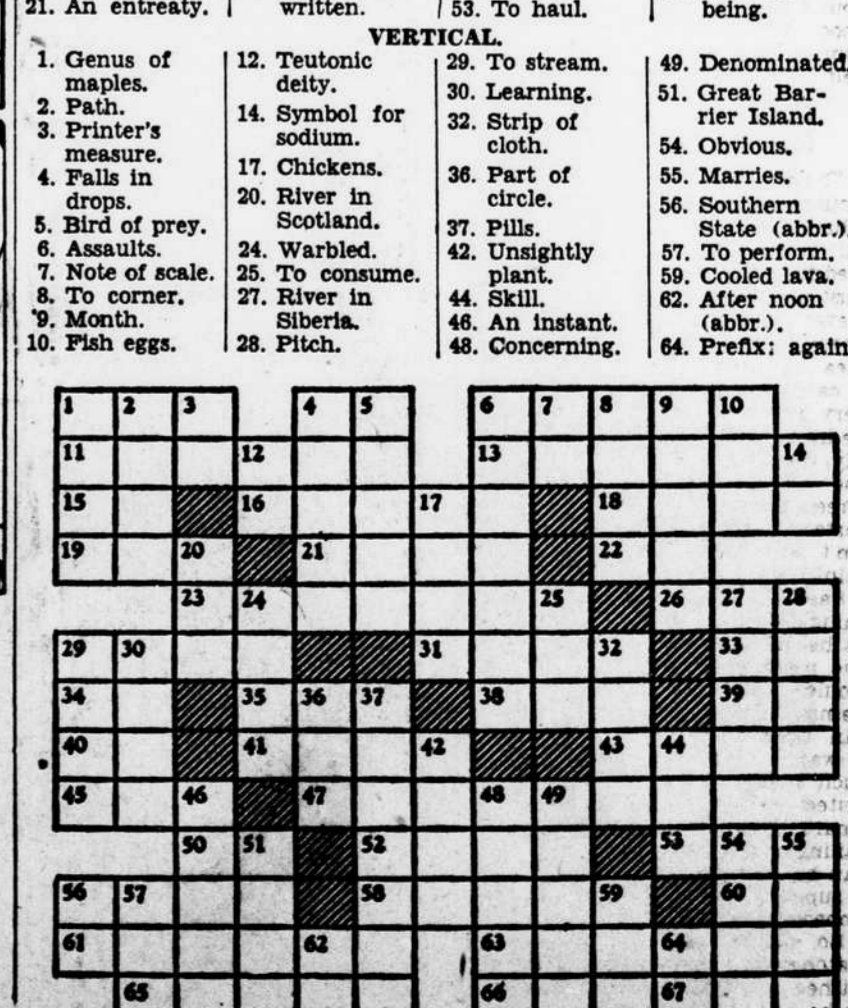 21. An entreaty.
written.
53. To haul.
being.
VERTICAL.
1. Genus of
maples.
2. Path.
3. Printer's
measure.
4. Falls in
drops.
5. Bird of prey.
6. Assaults.
7. Note of scale.
8. To corner.
9. Month.
10. Fish eggs.
12. Teutonic
deity.
14. Symbol for
sodium.
17. Chickens.
20. River in
Scotland.
24. Warbled.
25. To consume.
27. River in
Siberia.
28. Pitch.
29. To stream.
30. Learning.
32. Strip of
cloth.
36. Part of
circle.
37. Pills.
42. Unsightly
plant.
44. Skill.
46. An instant.
48. Concerning.
49. Denominated.
51. Great Bar-
rier Island.
54. Obvious.
55. Marries.
56. Southern
State (abbr.)
57. To perform.
59. Cooled lava.
62. After noon
(abbr.).
64. Prefix: again
1 2 3 4 5 6 7 8 9 10
11 12 13 14
15 16 17 18
19 20 21 22
23 24 25 26 27 28
29 30 31 32 33
34 35 36 37 38 39
40 41 42 43 44
45 46 47 48 49
50 51 52 53 54 55
56 57 58 59 60
61 62 63 64
65 66 67